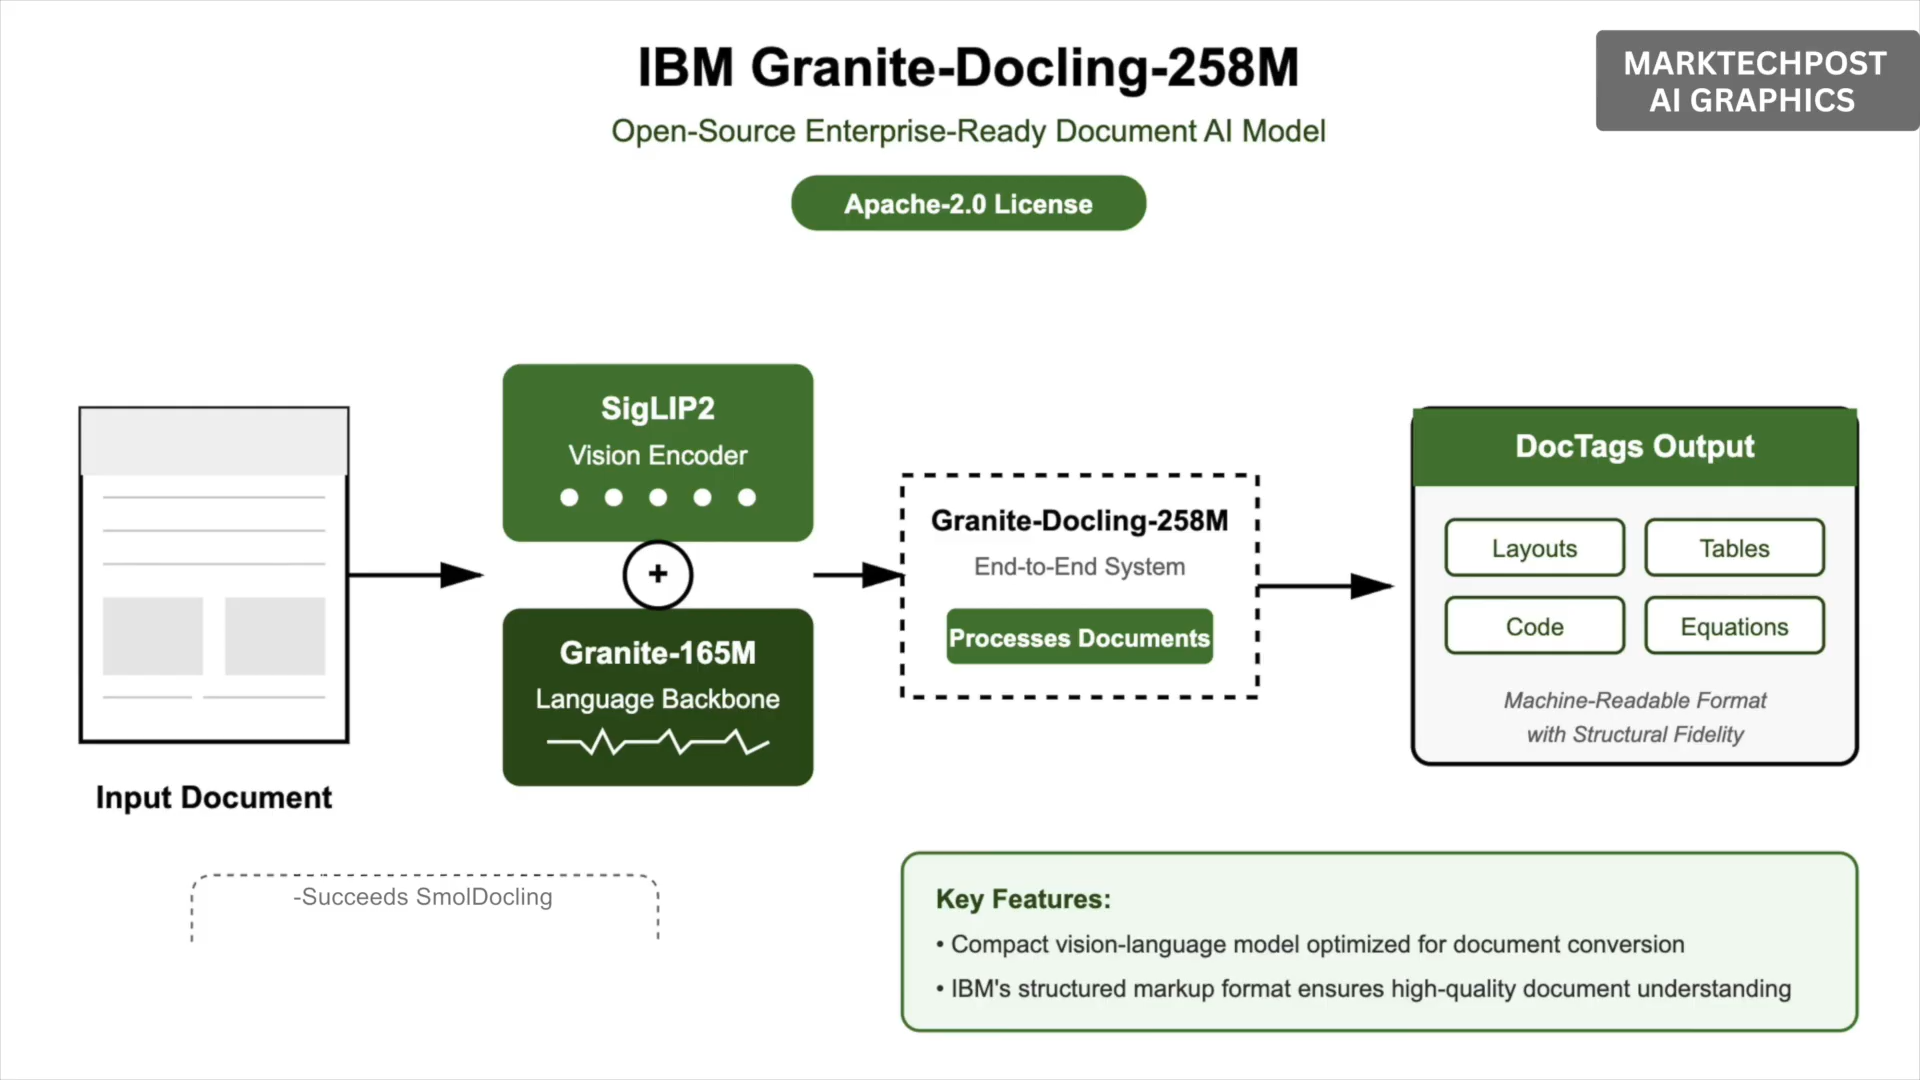 IBM Granite-Docling-258M
MARKTECHPOST
AI GRAPHICS
Open-Source Enterprise-Ready Document AI Model
Apache-2.0 License
Input Document
SigLIP2
Vision Encoder
+
Granite-165M
Language Backbone
Granite-Docling-258M
End-to-End System
Processes Documents
DocTags Output
Layouts
Tables
Code
Equations
Machine-Readable Format
with Structural Fidelity
-Succeeds SmolDocling
Key Features:
• Compact vision-language model optimized for document conversion
• IBM's structured markup format ensures high-quality document understanding